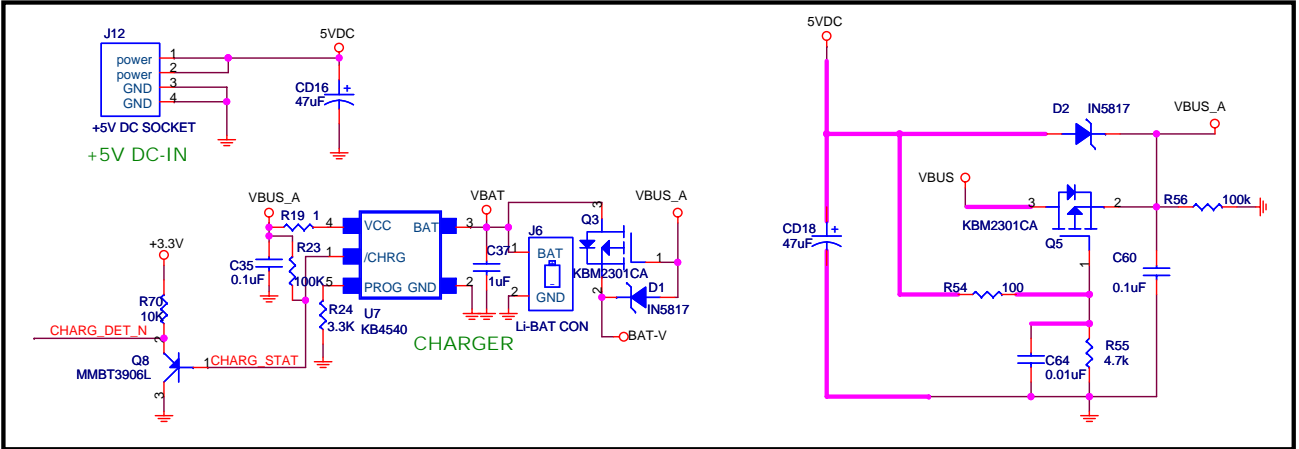 J12
power 1
power 2
GND 3
GND 4
+5V DC SOCKET
+5V DC-IN
5VDC
CD16
47uF
+
VBUS_A
R19 1
4
VCC
BAT
3
R23
100K
C35
0.1uF
1
/CHRG
5
PROG GND
2
R24
3.3K
U7
KB4540
CHARGER
VBAT
C37
1uF
J6
1
BAT
2
GND
Li-BAT CON
Q3
3
KBM2301CA
1
2
VBUS_A
D1
IN5817
BAT-V
+3.3V
R70
10K
CHARG_DET_N
2
Q8
MMBT3906L
1
CHARG_STAT
3
5VDC
D2 IN5817
VBUS_A
VBUS
3
2
KBM2301CA
Q5
1
R56
100k
CD18
47uF
+
C60
0.1uF
R54
100
C64
0.01uF
R55
4.7k